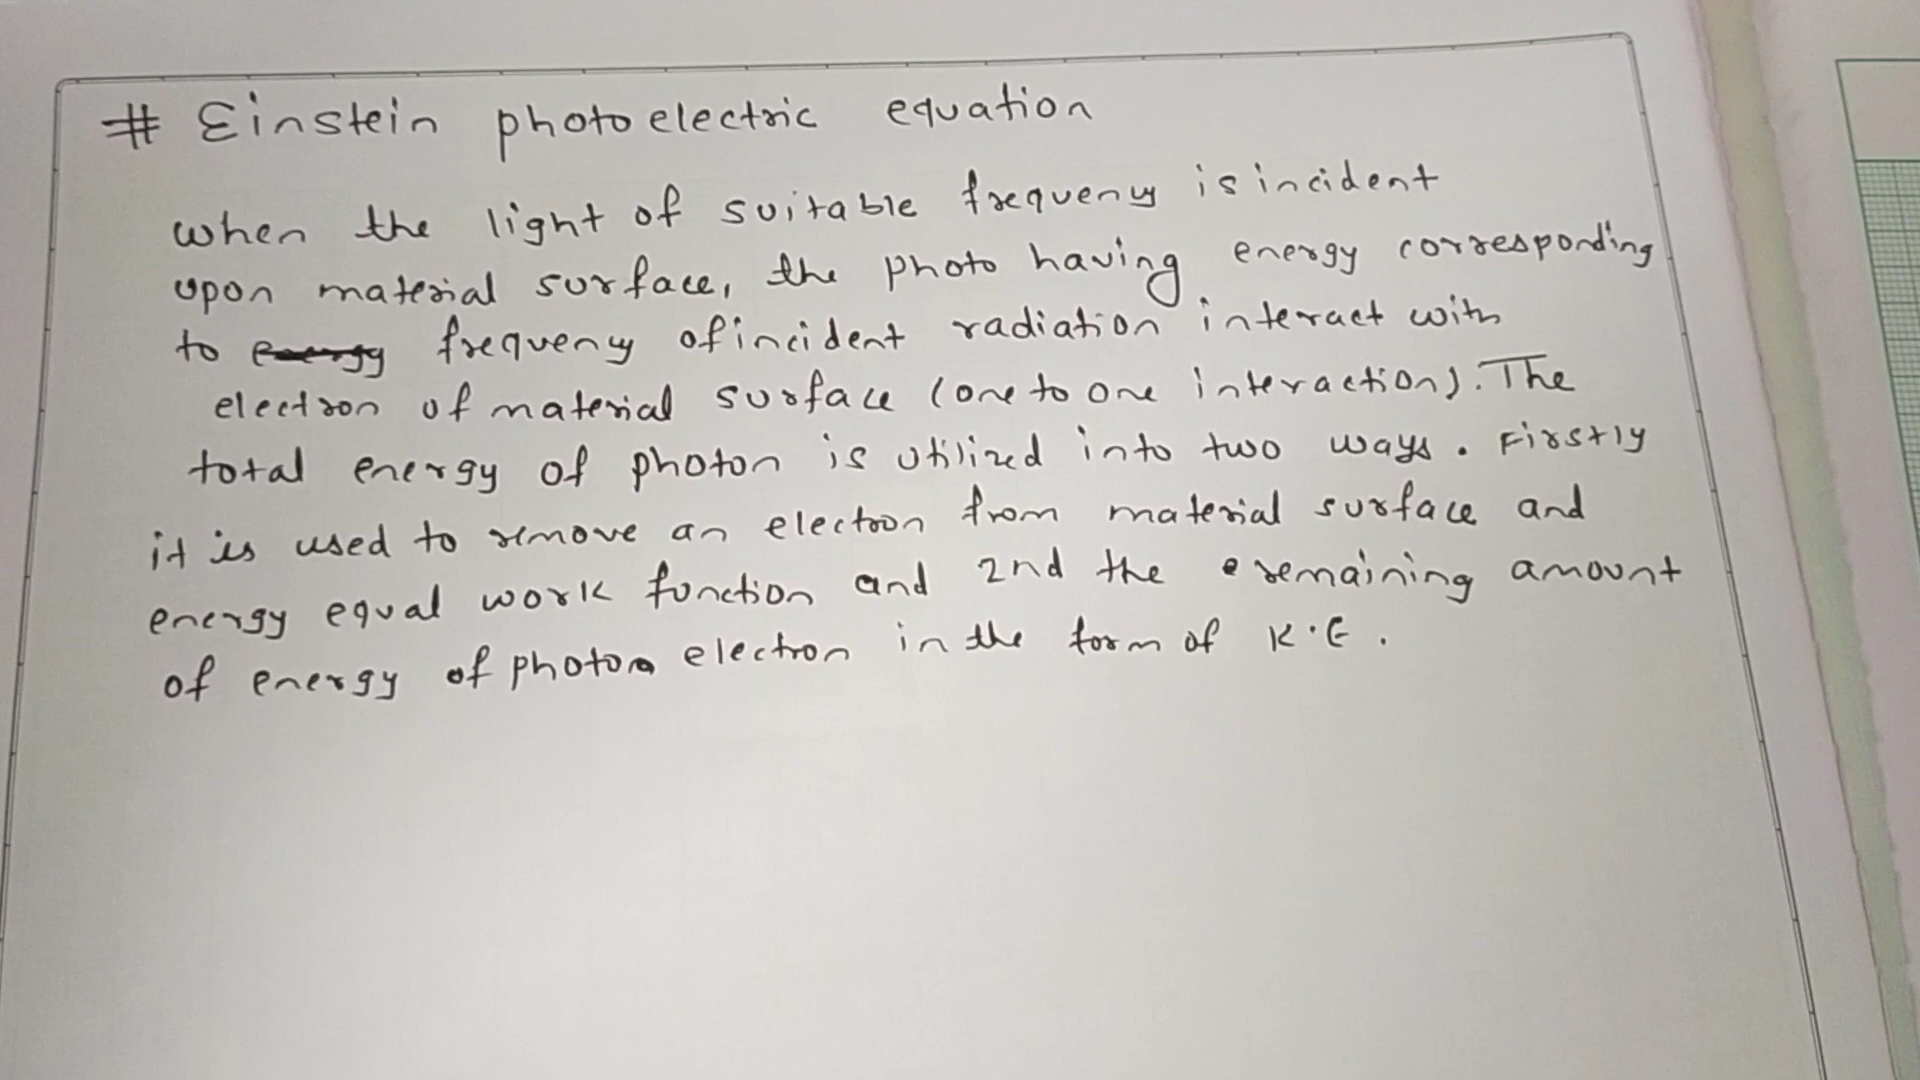 # Einstein photoelectric equation
when the light of suitable frequency is incident
upon material surface, the photo having energy corresponding
to frequency of incident radiation interact with
electron of material surface (one to one interaction). The
total energy of photon is utilized into two ways. Firstly
it is used to remove an electron from material surface and
energy equal work function and 2nd the remaining amount
of energy of photo electron in the form of K.E.